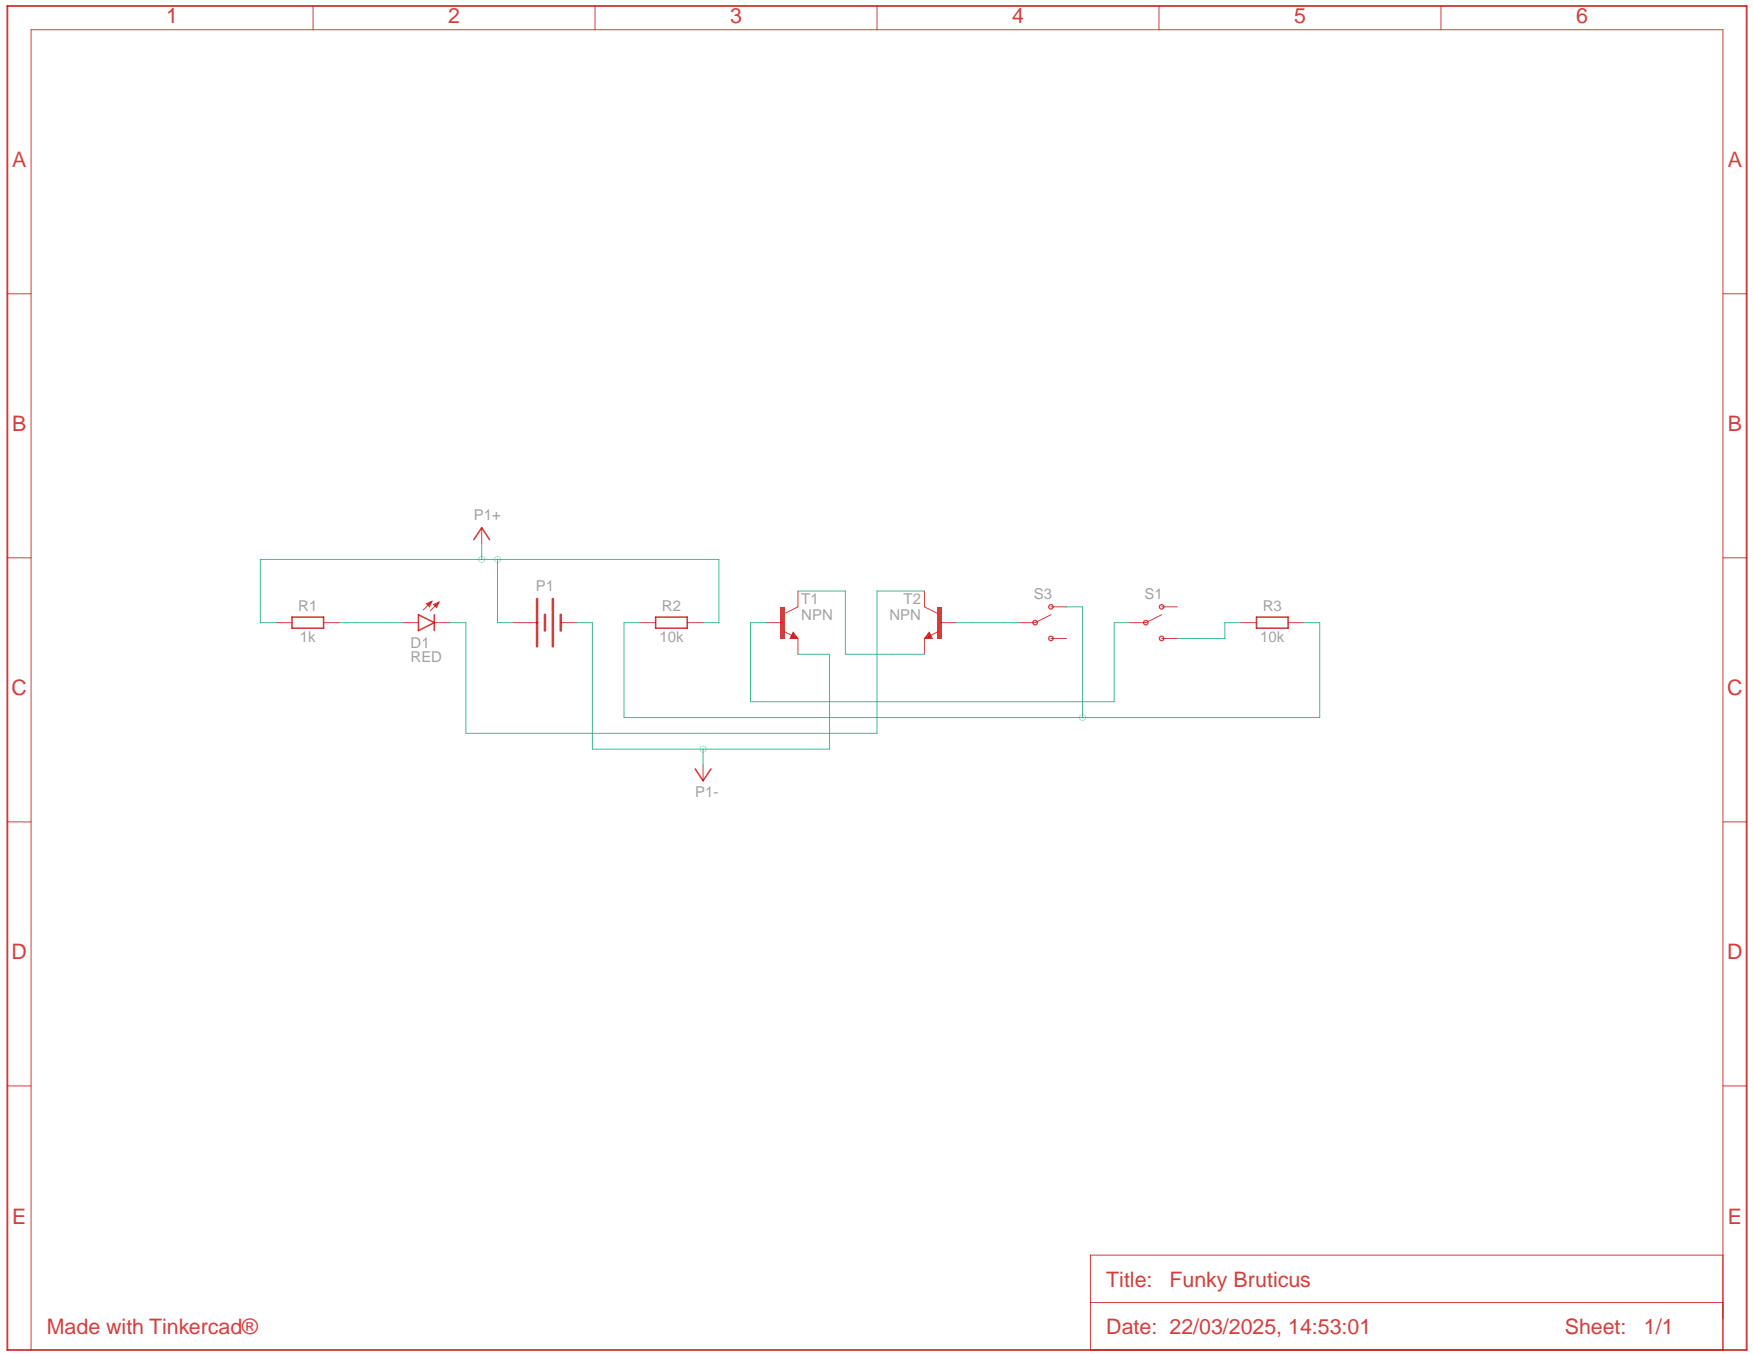 1 2 3 4 5 6
A A
B B
P1+
P1
R1
1k
D1
RED
R2
10k
T1
NPN
T2
NPN
S3
S1
R3
10k
C C
P1-
D D
E E
Title: Funky Bruticus
Made with Tinkercad®
Date: 22/03/2025, 14:53:01 Sheet: 1/1